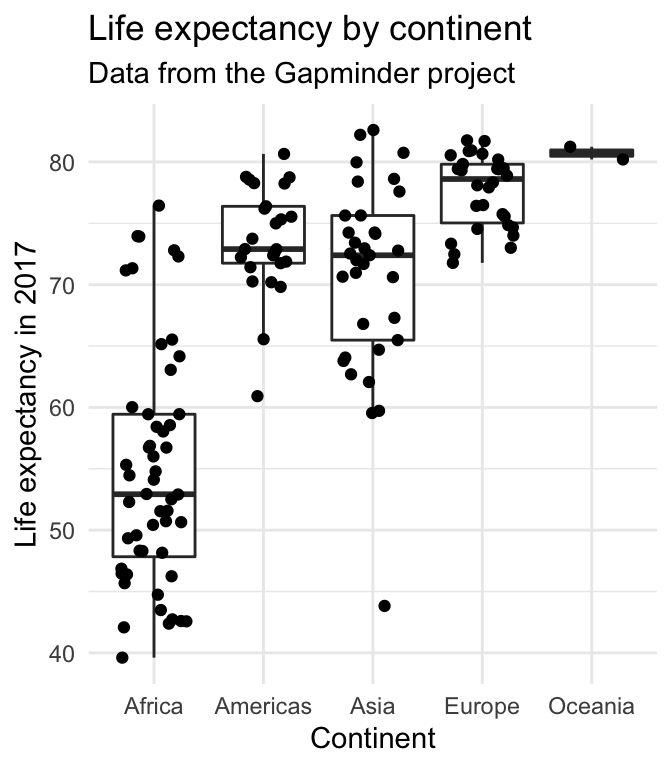 Life expectancy by continent
Data from the Gapminder project
Life expectancy in 2017
80
70
60
50
40
Africa Americas Asia Europe Oceania
Continent